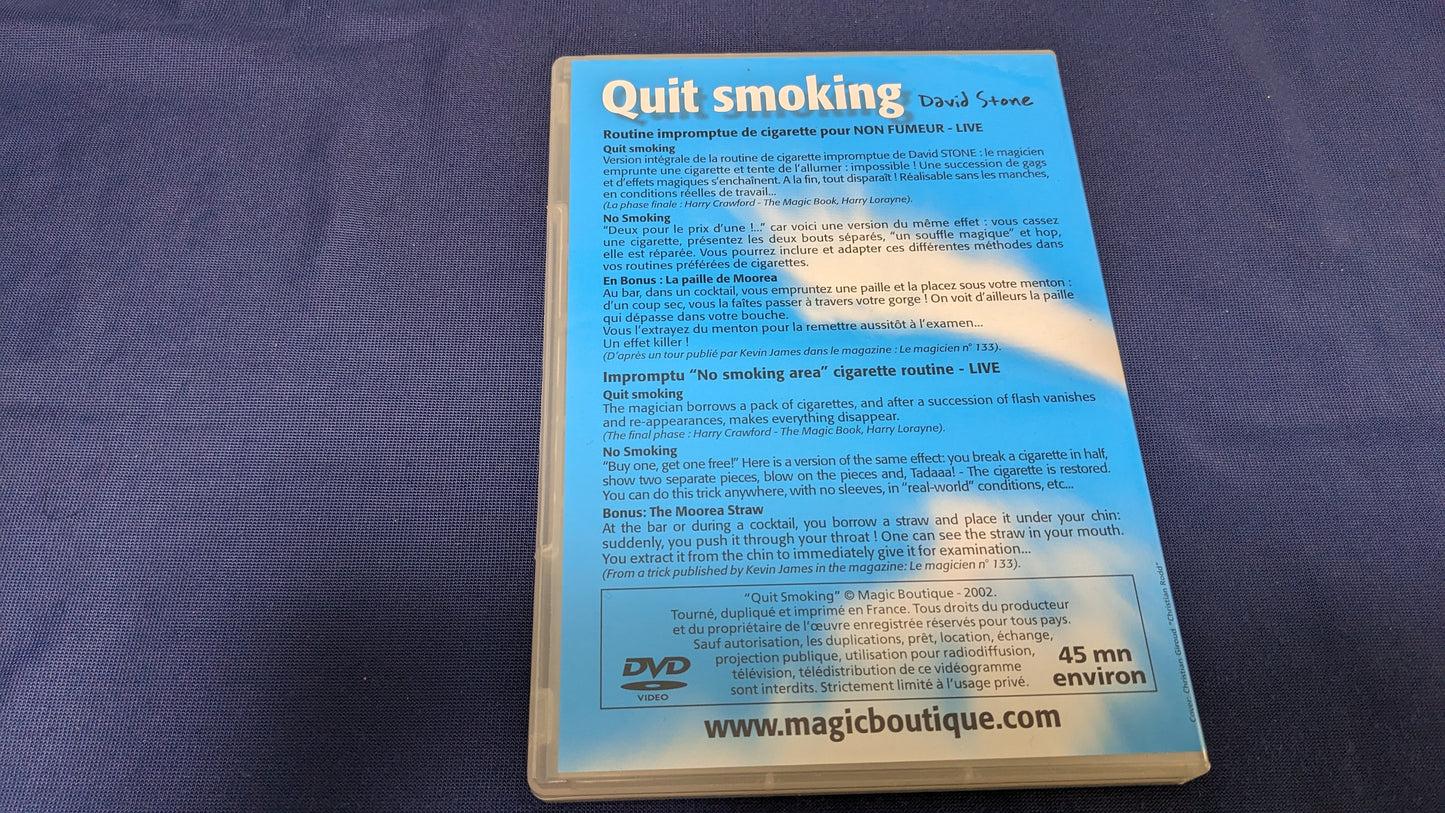 Quit smoking David Stone
Routine impromptue de cigarette pour NON FUMEUR - LIVE
Quit smoking
Version intégrale de la routine de cigarette impromptue de David STONE : le magicien
emprunte une cigarette et tente de l'allumer : impossible ! Une succession de gags
et d'effets magiques s'enchaînent. A la fin, tout disparaît ! Réalisable sans les manches,
en conditions réelles de travail...
(La phase finale : Harry Crawford - The Magic Book, Harry Lorayne).
No Smoking
"Deux pour le prix d'une !..." car voici une version du même effet : vous cassez
une cigarette, présentez les deux bouts séparés, "un souffle magique" et hop,
elle est réparée. Vous pourrez inclure et adapter ces différentes méthodes dans
vos routines préférées de cigarettes.
En Bonus : La paille de Moorea
Au bar, dans un cocktail, vous empruntez une paille et la placez sous votre menton :
d'un coup sec, vous la faîtes passer à travers votre gorge ! On voit d'ailleurs la paille
qui dépasse dans votre bouche.
Vous l'extrayez du menton pour la remettre aussitôt à l'examen...
Un effet killer !
(D'après un tour publié par Kevin James dans le magazine : Le magicien n° 133).
Impromptu "No smoking area" cigarette routine - LIVE
Quit smoking
The magician borrows a pack of cigarettes, and after a succession of flash vanishes
and re-appearances, makes everything disappear.
(The final phase : Harry Crawford - The Magic Book, Harry Lorayne).
No Smoking
"Buy one, get one free!" Here is a version of the same effect: you break a cigarette in half,
show two separate pieces, blow on the pieces and, Tadaaa! - The cigarette is restored.
You can do this trick anywhere, with no sleeves, in "real-world" conditions, etc...
Bonus: The Moorea Straw
At the bar or during a cocktail, you borrow a straw and place it under your chin:
suddenly, you push it through your throat ! One can see the straw in your mouth.
You extract it from the chin to immediately give it for examination...
(From a trick published by Kevin James in the magazine: Le magicien n° 133).
"Quit Smoking" © Magic Boutique - 2002.
Tourné, dupliqué et imprimé en France. Tous droits du producteur
et du propriétaire de l'œuvre enregistrée réservés pour tous pays.
Sauf autorisation, les duplications, prêt, location, échange,
projection publique, utilisation pour radiodiffusion,
télévision, télédistribution de ce vidéogramme
sont interdits. Strictement limité à l'usage privé.
DVD
VIDEO
45 mn
environ
www.magicboutique.com
Cover: Christian Giroud "Christian Rodd"